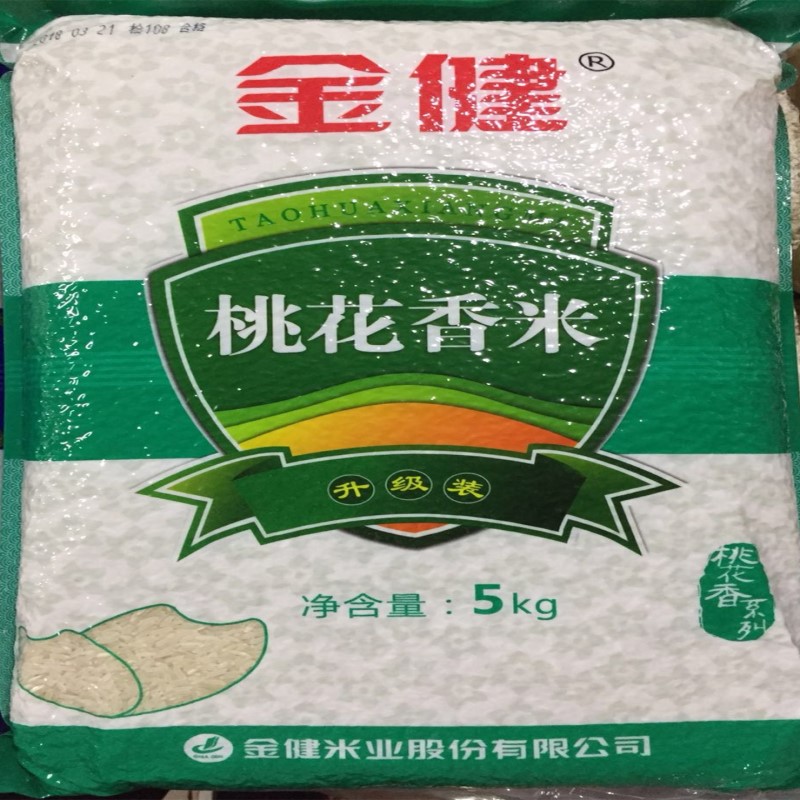 03 21 检108 合格
金健®
TAOHUAXIANG
桃花香米
升级装
净含量：5kg
桃花香系列
金健米业股份有限公司